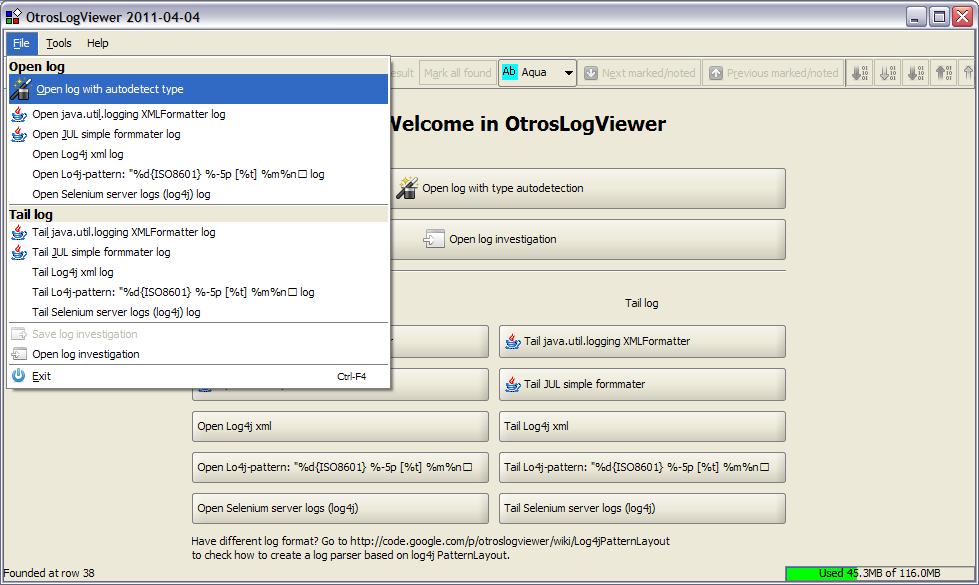 OtrosLogViewer 2011-04-04
File Tools Help
Mark all found Ab Aqua Next marked/noted Previous marked/noted
Open log
Open log with autodetect type
Open java.util.logging XMLFormatter log
Open JUL simple formmater log
Open Log4j xml log
Open Lo4j-pattern: "%d{ISO8601} %-5p [%t] %m%n□ log
Open Selenium server logs (log4j) log
Tail log
Tail java.util.logging XMLFormatter log
Tail JUL simple formmater log
Tail Log4j xml log
Tail Lo4j-pattern: "%d{ISO8601} %-5p [%t] %m%n□ log
Tail Selenium server logs (log4j) log
Save log investigation
Open log investigation
Exit Ctrl-F4
Welcome in OtrosLogViewer
Open log with type autodetection
Open log investigation
Tail log
Tail java.util.logging XMLFormatter
Tail JUL simple formmater
Open Log4j xml Tail Log4j xml
Open Lo4j-pattern: "%d{ISO8601} %-5p [%t] %m%n□ Tail Lo4j-pattern: "%d{ISO8601} %-5p [%t] %m%n□
Open Selenium server logs (log4j) Tail Selenium server logs (log4j)
Have different log format? Go to http://code.google.com/p/otroslogviewer/wiki/Log4jPatternLayout
to check how to create a log parser based on log4j PatternLayout.
Founded at row 38 Used 45.3MB of 116.0MB